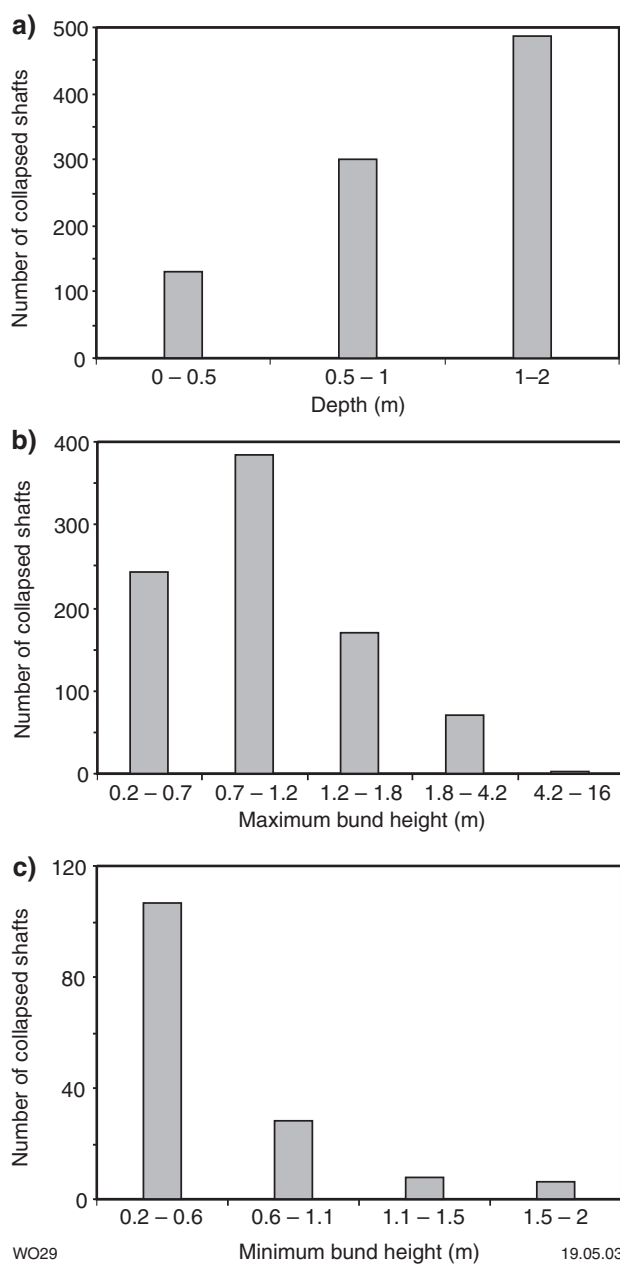 a)
500
400
300
200
100
0
Number of collapsed shafts
0 – 0.5 0.5 – 1 1–2
Depth (m)
b)
400
300
200
100
0
Number of collapsed shafts
0.2 – 0.7 0.7 – 1.2 1.2 – 1.8 1.8 – 4.2 4.2 – 16
Maximum bund height (m)
c)
120
80
40
0
Number of collapsed shafts
0.2 – 0.6 0.6 – 1.1 1.1 – 1.5 1.5 – 2
Minimum bund height (m)
WO29
19.05.03